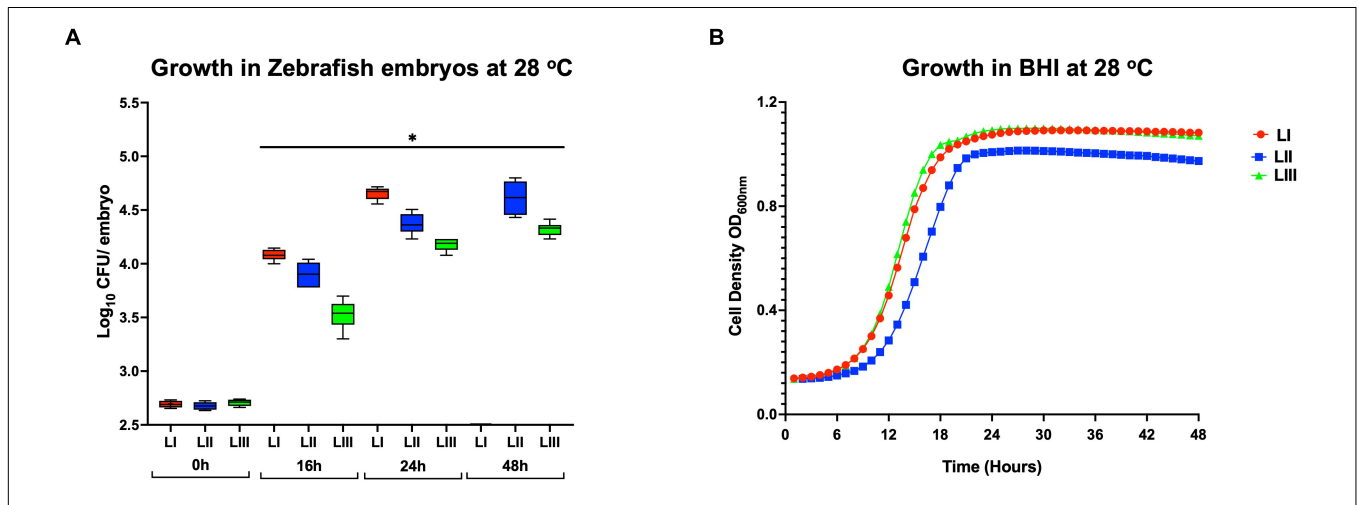 A
Growth in Zebrafish embryos at 28 ºC
Log10 CFU/ embryo
5.5
5.0
4.5
4.0
3.5
3.0
2.5
*
LI LII LIII LI LII LIII LI LII LIII LI LII LIII
0h 16h 24h 48h
B
Growth in BHI at 28 ºC
Cell Density OD600nm
1.2
0.8
0.4
0.0
0 6 12 18 24 30 36 42 48
Time (Hours)
LI
LII
LIII